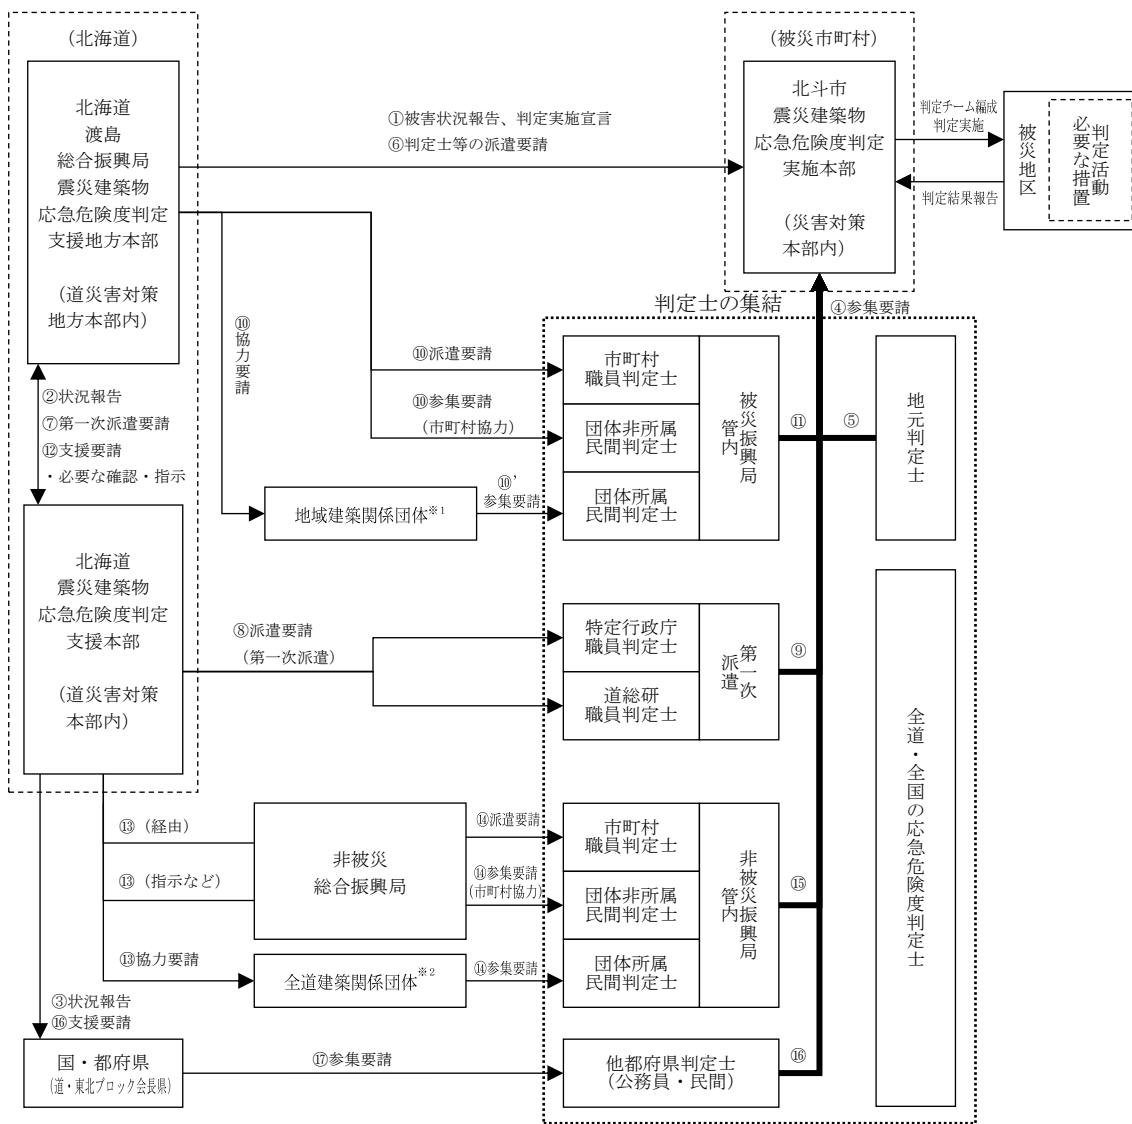 (北海道)
北海道
渡島
総合振興局
震災建築物
応急危険度判定
支援地方本部
(道災害対策
地方本部内)
①被害状況報告、判定実施宣言
⑥判定士等の派遣要請
(被災市町村)
北斗市
震災建築物
応急危険度判定
実施本部
(災害対策
本部内)
判定チーム編成
判定実施
判定結果報告
被災地区
判定活動
必要な措置
判定士の集結
④参集要請
⑩協力要請
⑩派遣要請
⑩参集要請
(市町村協力)
②状況報告
⑦第一次派遣要請
⑫支援要請
・必要な確認・指示
地域建築関係団体※1
⑩’
参集要請
市町村
職員判定士
団体非所属
民間判定士
団体所属
民間判定士
被災振興局
管内
⑪
⑤
地元判定士
北海道
震災建築物
応急危険度判定
支援本部
(道災害対策
本部内)
⑧派遣要請
(第一次派遣)
特定行政庁
職員判定士
道総研
職員判定士
第一次
派遣
⑨
全道・全国の応急危険度判定士
⑬(経由)
⑬(指示など)
非被災
総合振興局
⑭派遣要請
⑭参集要請
(市町村協力)
市町村
職員判定士
団体非所属
民間判定士
団体所属
民間判定士
非被災振興局
管内
⑮
⑬協力要請
全道建築関係団体※2
⑭参集要請
③状況報告
⑯支援要請
国・都府県
(道・東北ブロック会長県)
⑰参集要請
他都府県判定士
(公務員・民間)
⑯